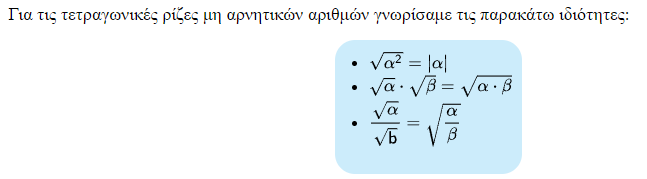 Για τις τετραγωνικές ρίζες μη αρνητικών αριθμών γνωρίσαμε τις παρακάτω ιδιότητες:
• √α² = |α|
• √α · √β = √(α · β)
• √α / √b = √(α / β)